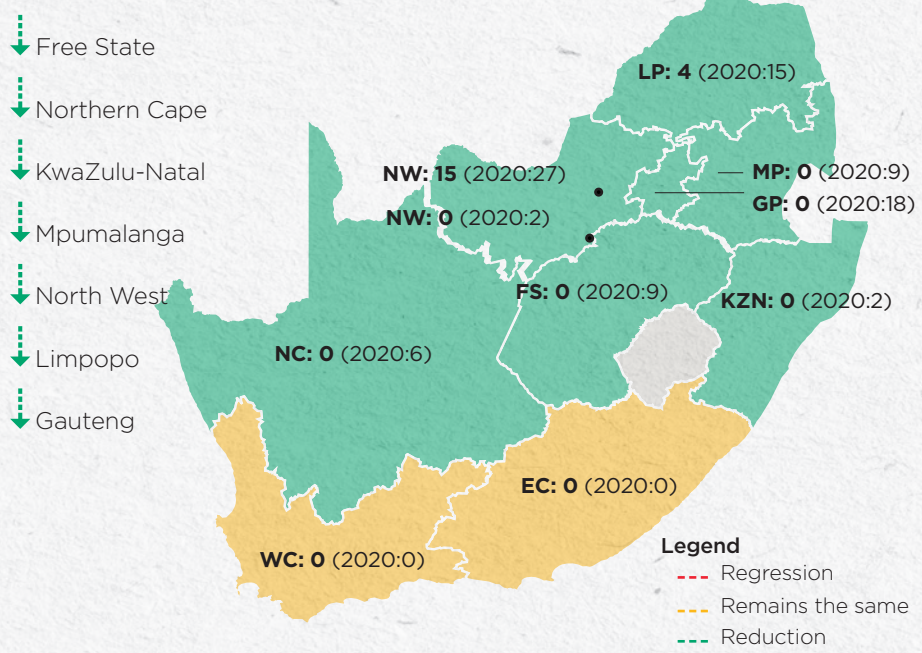 Free State
Northern Cape
KwaZulu-Natal
Mpumalanga
North West
Limpopo
Gauteng
LP: 4 (2020:15)
NW: 15 (2020:27)
MP: 0 (2020:9)
GP: 0 (2020:18)
NW: 0 (2020:2)
FS: 0 (2020:9)
KZN: 0 (2020:2)
NC: 0 (2020:6)
EC: 0 (2020:0)
WC: 0 (2020:0)
Legend
Regression
Remains the same
Reduction